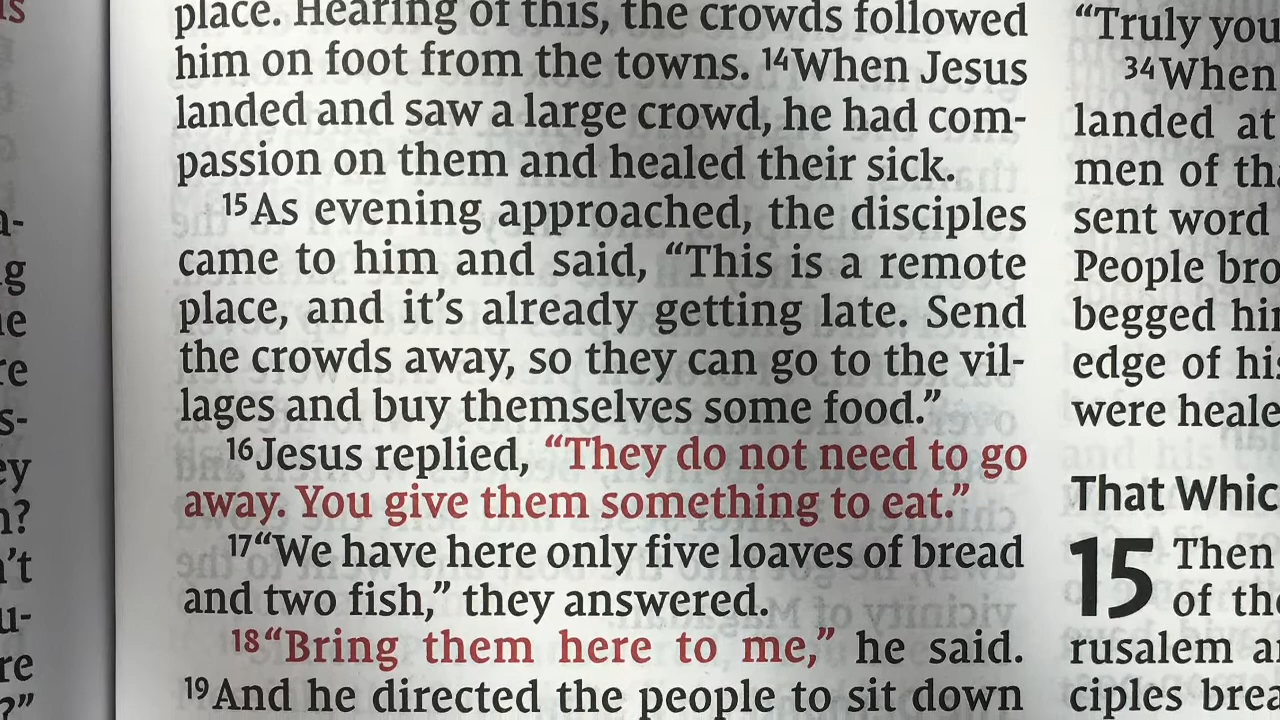 is
a-
g
re
s-
ey
n?
n't
u-
re
?”
place. Hearing of this, the crowds followed
him on foot from the towns. 14When Jesus
landed and saw a large crowd, he had com-
passion on them and healed their sick.
15As evening approached, the disciples
came to him and said, “This is a remote
place, and it’s already getting late. Send
the crowds away, so they can go to the vil-
lages and buy themselves some food.”
16Jesus replied, “They do not need to go
away. You give them something to eat.”
17“We have here only five loaves of bread
and two fish,” they answered.
18“Bring them here to me,” he said.
19And he directed the people to sit down
“Truly you
34When
landed at
men of tha
sent word
People bro
begged hi
edge of his
were heale
That Whic
15 Then
of the
rusalem a
ciples brea